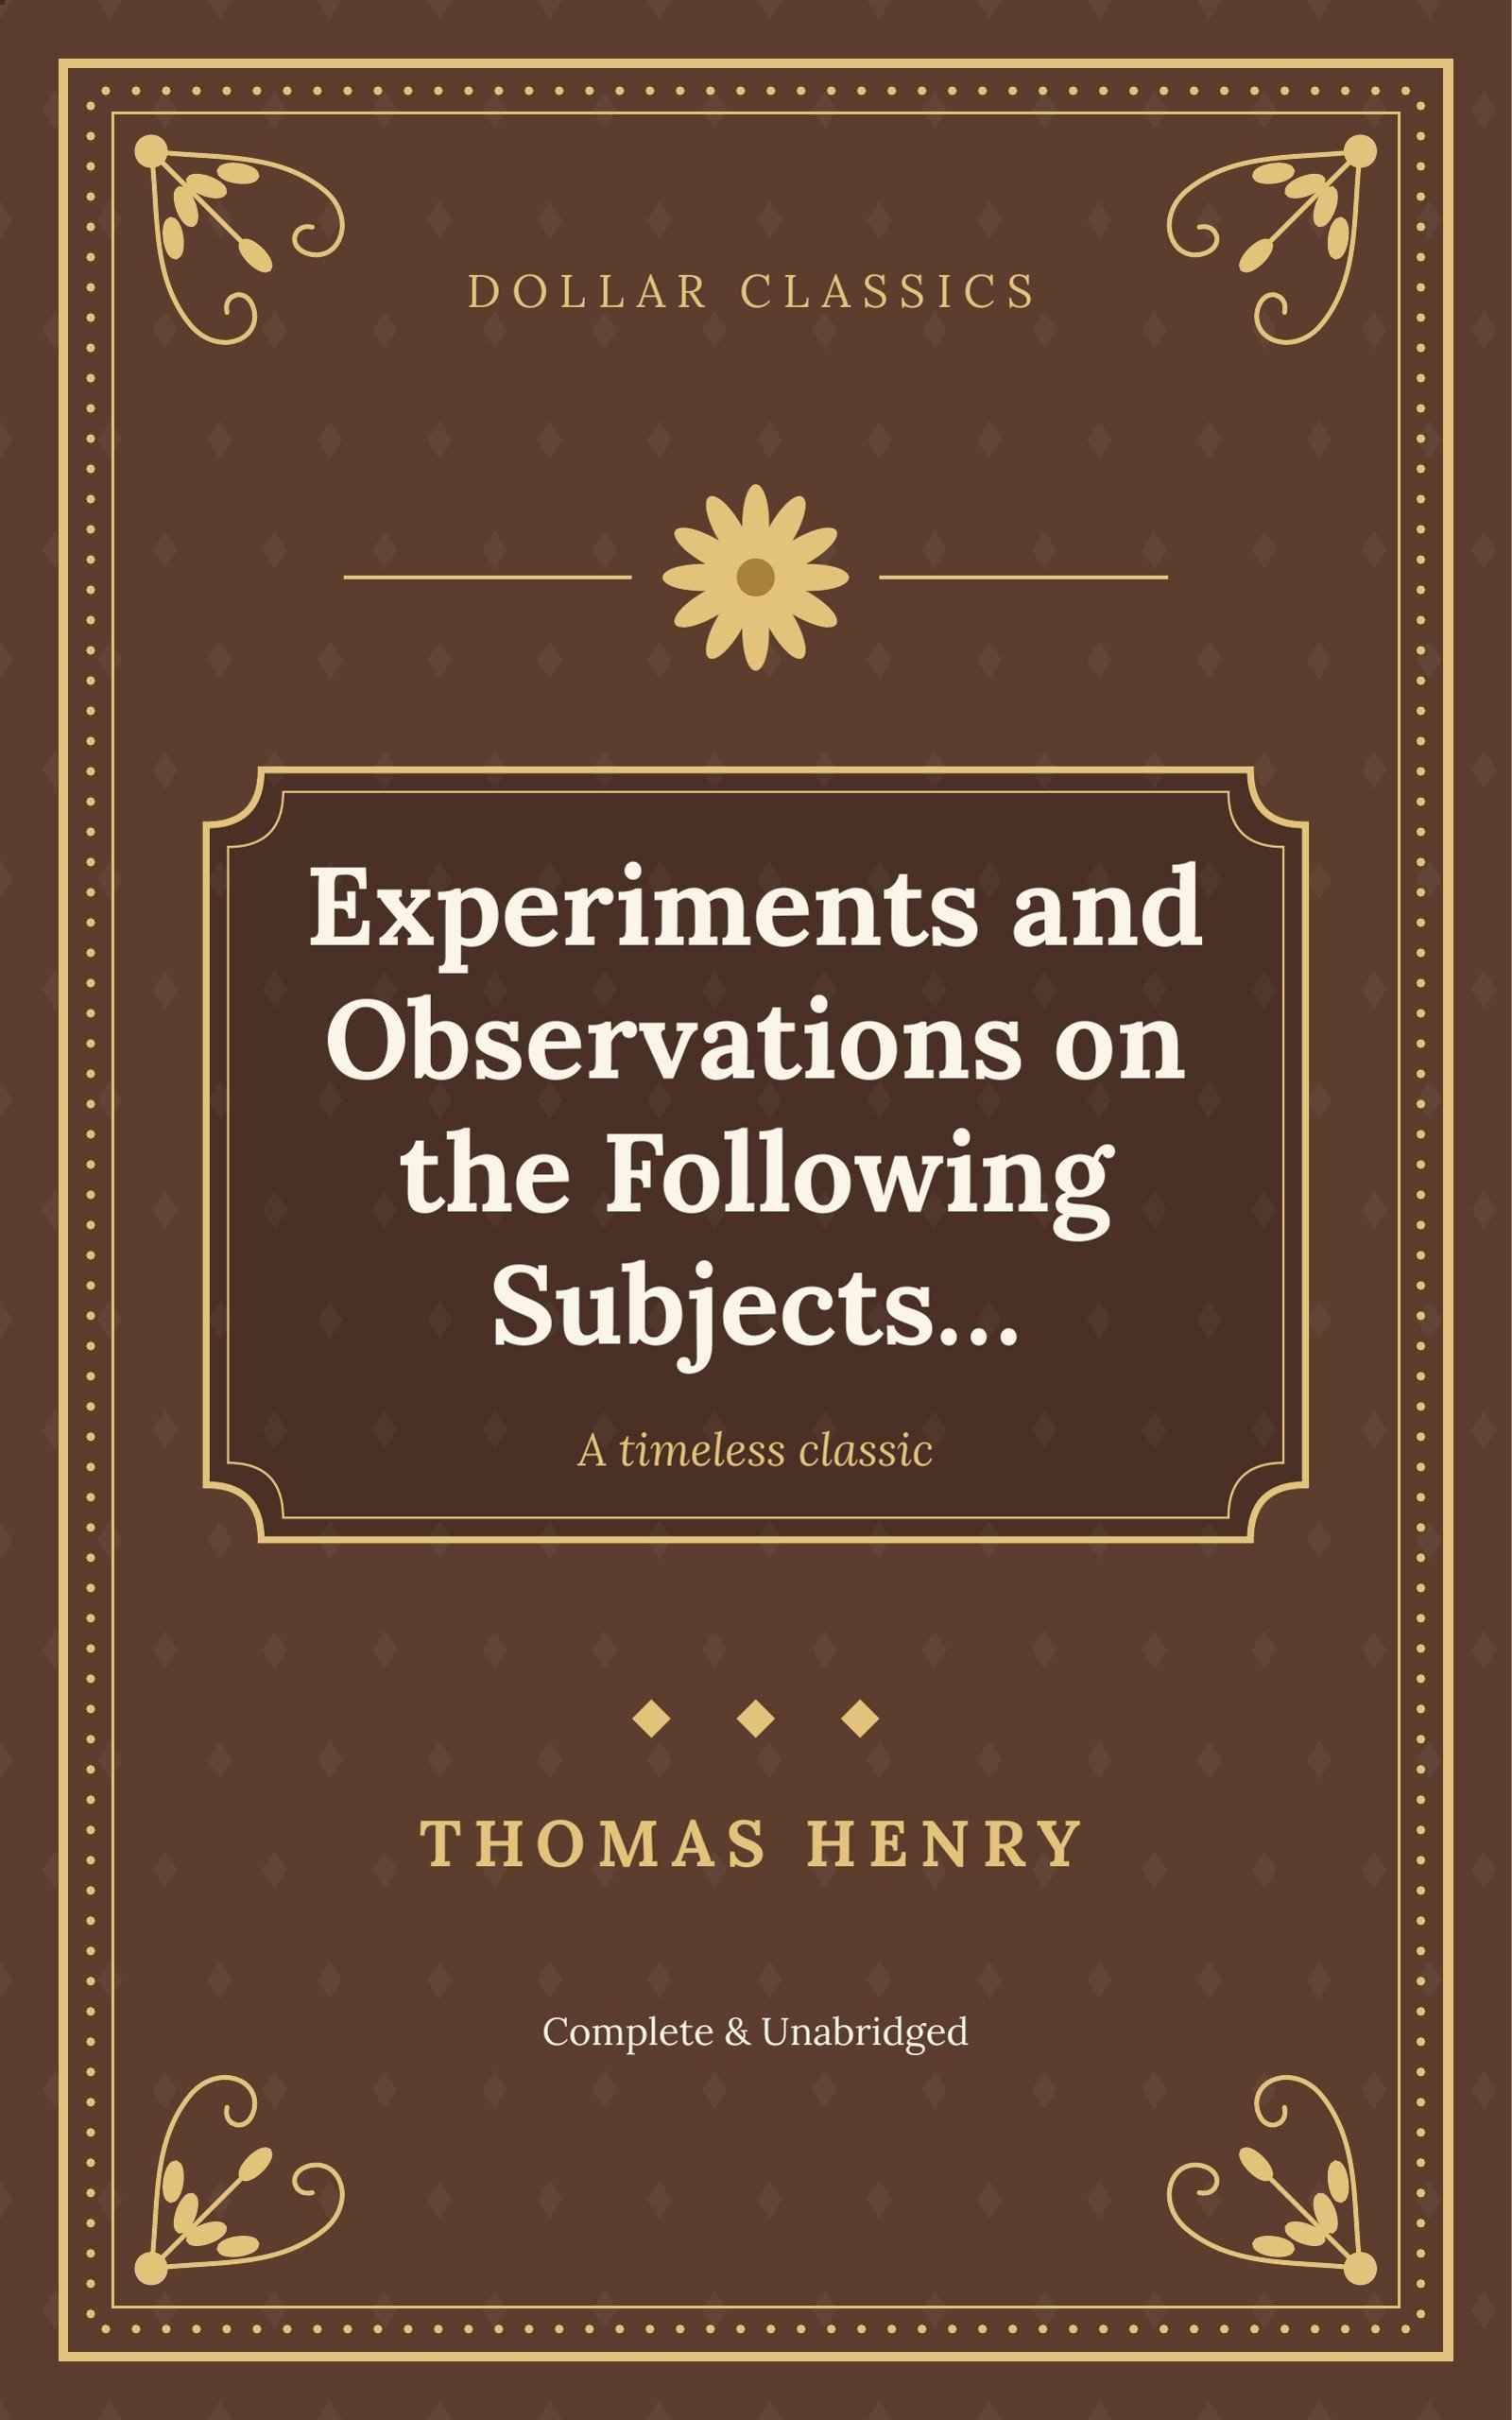 DOLLAR CLASSICS
Experiments and
Observations on
the Following
Subjects...
A timeless classic
THOMAS HENRY
Complete & Unabridged